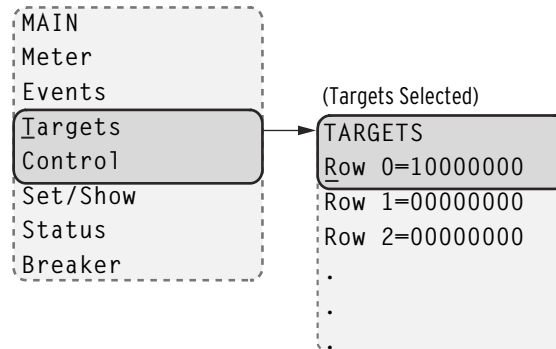 MAIN
Meter
Events
Targets
Control
Set/Show
Status
Breaker
(Targets Selected)
TARGETS
Row 0=10000000
Row 1=00000000
Row 2=00000000
.
.
.